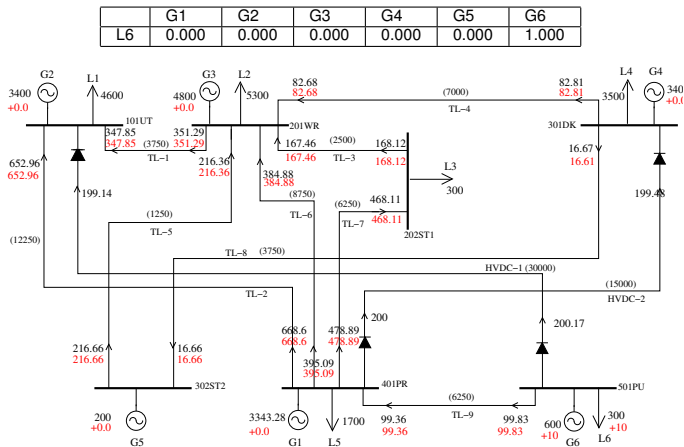 G1 G2 G3 G4 G5 G6
L6 0.000 0.000 0.000 0.000 0.000 1.000
G2 L1 G3 L2 L4 G4
3400 4600 4800 5300 3500
+0.0 +0.0
82.68 (7000) 82.81
82.68 TL−4 82.81
101UT 201WR 301DK
347.85 (3750) 351.29 167.46 (2500) 168.12 16.67
347.85 TL−1 351.29 167.46 TL−3 168.12 16.61
652.96 216.36 384.88 L3
652.96 216.36 384.88 300
199.14 (8750) (6250) 468.11 199.48
TL−6 TL−7 468.11
(1250) 202ST1
TL−5
(12250) TL−8 (3750)
HVDC−1 (30000)
TL−2 (15000)
HVDC−2
216.66 16.66 668.6 478.89 200 200.17
216.66 16.66 668.6 478.89
395.09
395.09
302ST2 401PR (6250) 501PU
TL−9
200 3343.28 1700 99.36 99.83 600 300
+0.0 +0.0 99.36 99.83 +10 +10
G5 G1 L5 G6 L6